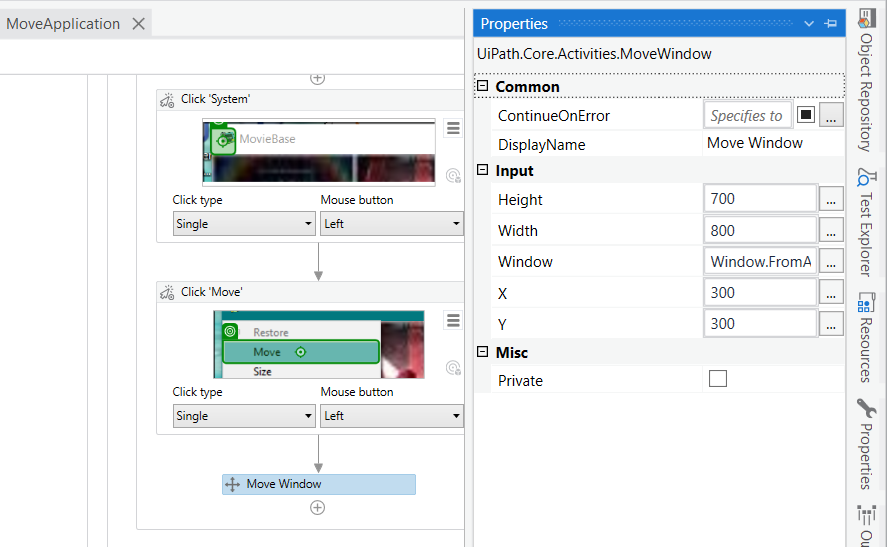 MoveApplication
Click 'System'
MovieBase
Click type
Mouse button
Single
Left
Click 'Move'
Restore
Move
Size
Click type
Mouse button
Single
Left
Move Window
Properties
UiPath.Core.Activities.MoveWindow
Common
ContinueOnError
Specifies to
...
DisplayName
Move Window
Input
Height
700
...
Width
800
...
Window
Window.FromA
...
X
300
...
Y
300
...
Misc
Private
Object Repository
Test Explorer
Resources
Properties
Ou